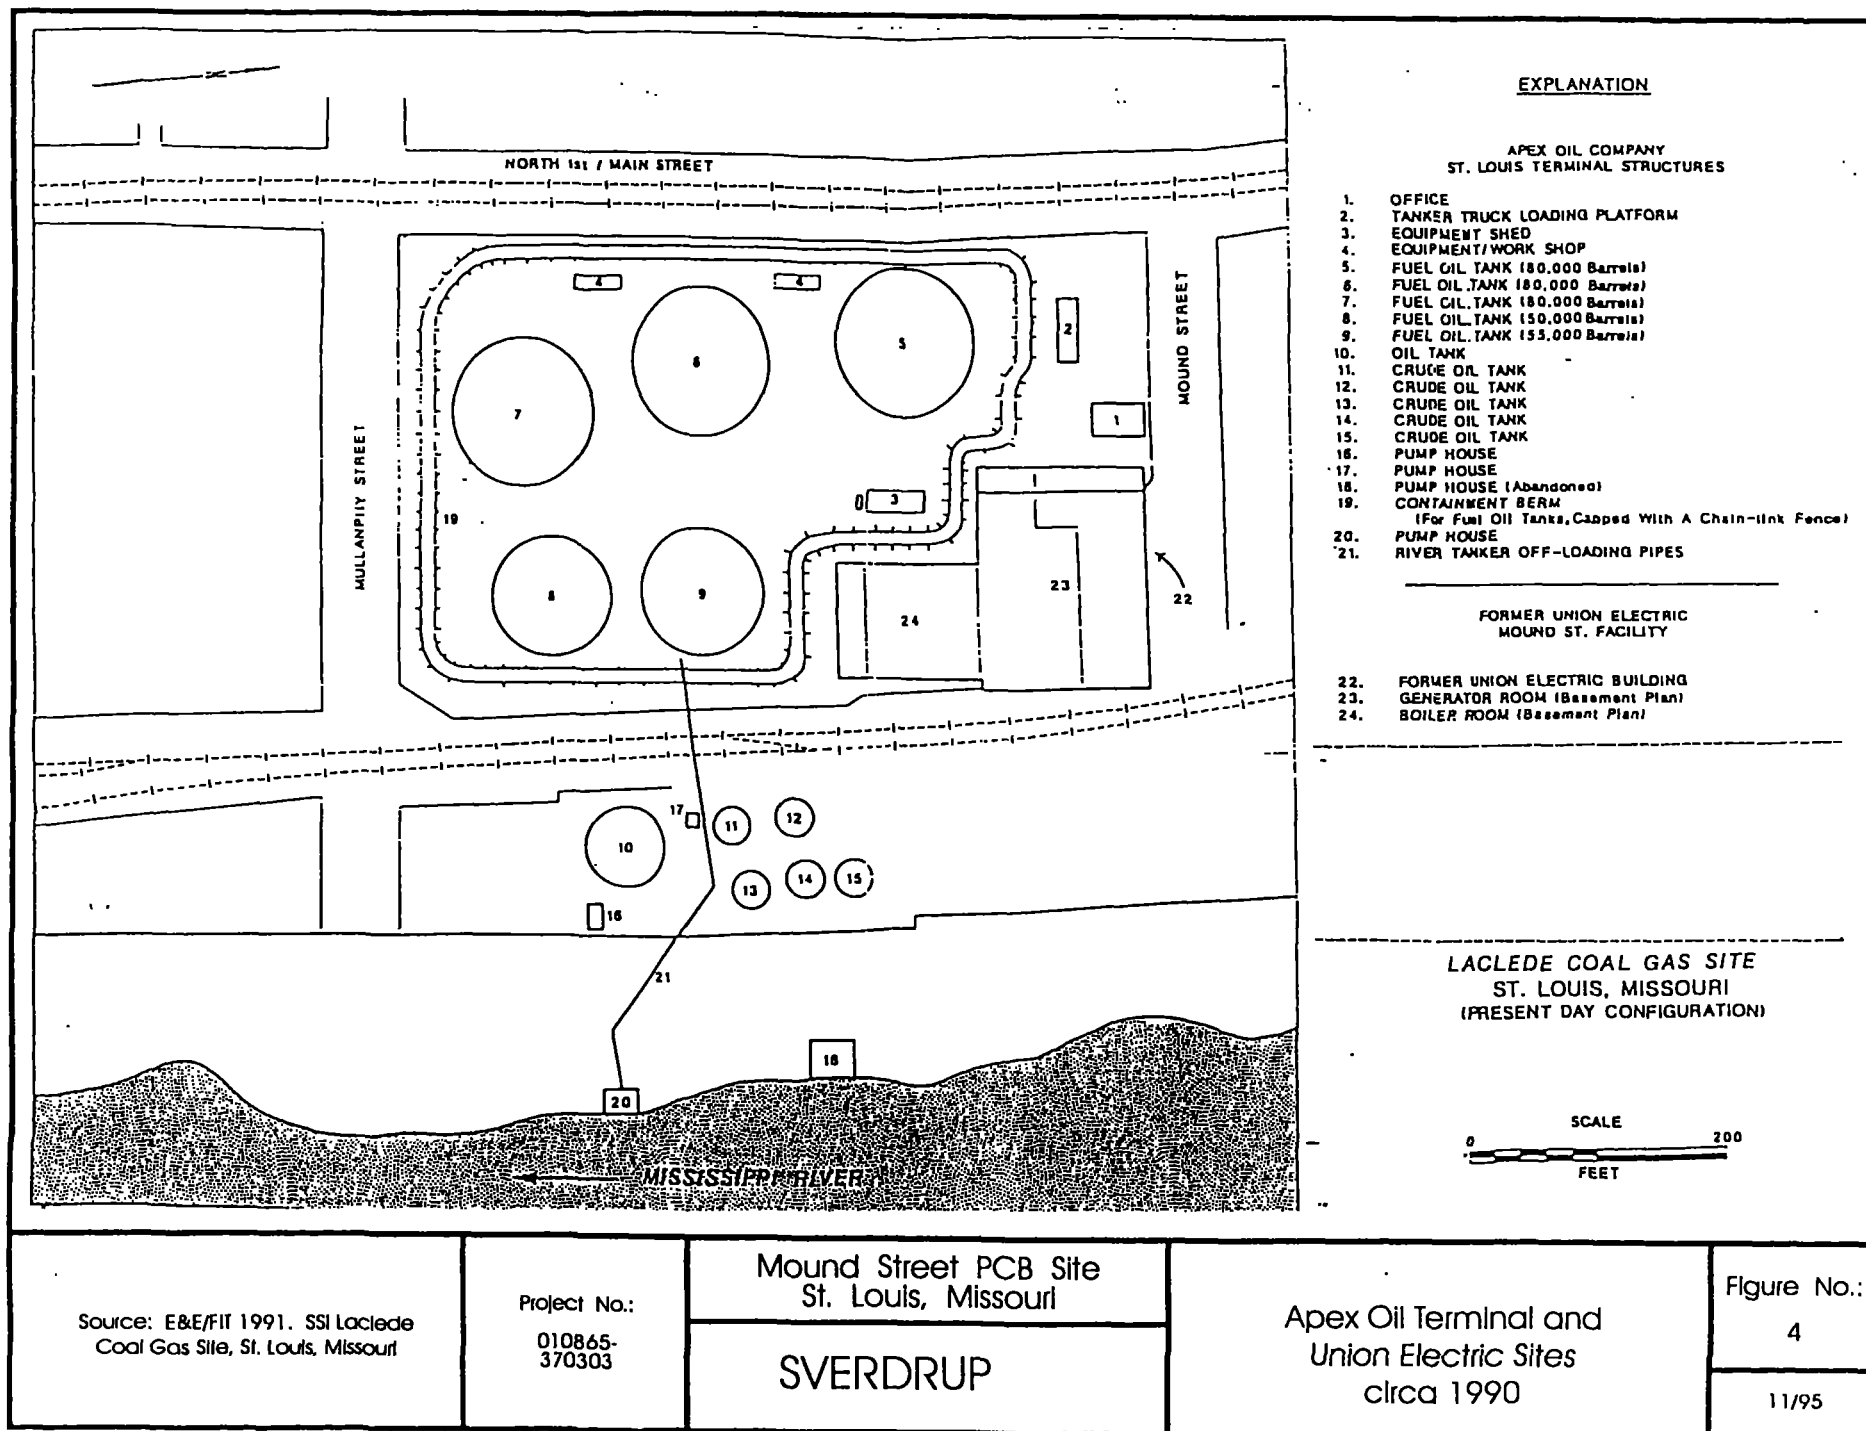 NORTH 1st / MAIN STREET
4
4
5
6
7
2
1
3
19
8
9
23
24
22
MULLANPHY STREET
MOUND STREET
17
11
12
10
13
14
15
16
21
18
20
MISSISSIPPI RIVER
EXPLANATION
APEX OIL COMPANY
ST. LOUIS TERMINAL STRUCTURES
1. OFFICE
2. TANKER TRUCK LOADING PLATFORM
3. EQUIPMENT SHED
4. EQUIPMENT/WORK SHOP
5. FUEL OIL TANK (80,000 Barrels)
6. FUEL OIL TANK (80,000 Barrels)
7. FUEL OIL TANK (80,000 Barrels)
8. FUEL OIL TANK (50,000 Barrels)
9. FUEL OIL TANK (55,000 Barrels)
10. OIL TANK
11. CRUDE OIL TANK
12. CRUDE OIL TANK
13. CRUDE OIL TANK
14. CRUDE OIL TANK
15. CRUDE OIL TANK
16. PUMP HOUSE
17. PUMP HOUSE
18. PUMP HOUSE (Abandoned)
19. CONTAINMENT BERM
(For Fuel Oil Tanks, Capped With A Chain-link Fence)
20. PUMP HOUSE
21. RIVER TANKER OFF-LOADING PIPES
FORMER UNION ELECTRIC
MOUND ST. FACILITY
22. FORMER UNION ELECTRIC BUILDING
23. GENERATOR ROOM (Basement Plan)
24. BOILER ROOM (Basement Plan)
LACLEDE COAL GAS SITE
ST. LOUIS, MISSOURI
(PRESENT DAY CONFIGURATION)
SCALE
0 200
FEET
Source: E&E/FIT 1991. SSI Laclede
Coal Gas Site, St. Louis, Missouri
Project No.:
010865-
370303
Mound Street PCB Site
St. Louis, Missouri
SVERDRUP
Apex Oil Terminal and
Union Electric Sites
circa 1990
Figure No.:
4
11/95